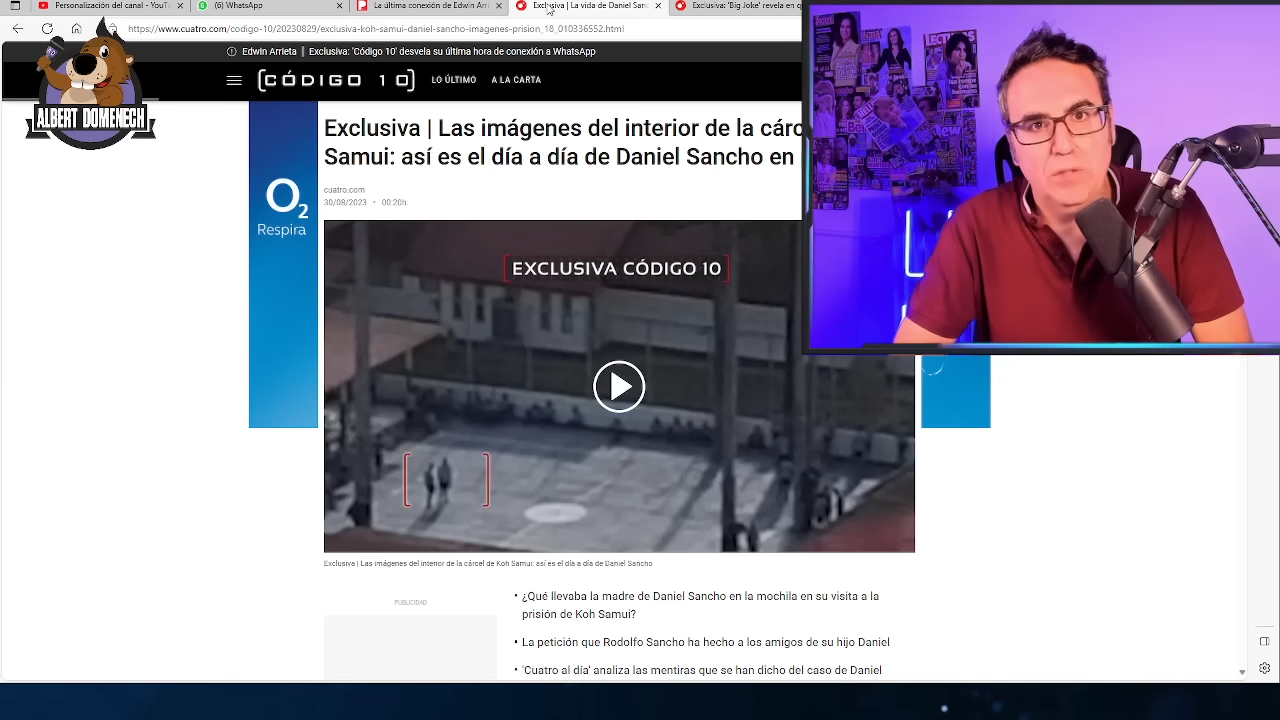 Personalización del canal - YouTu
(6) WhatsApp
La última conexión de Edwin Arri
Exclusiva | La vida de Daniel San
Exclusiva: 'Big Joke' revela en q
https://www.cuatro.com/codigo-10/20230829/exclusiva-koh-samui-daniel-sancho-imagenes-prision_18_010336552.html
Edwin Arrieta | Exclusiva: 'Código 10' desvela su última hora de conexión a WhatsApp
[CÓDIGO 10]
LO ÚLTIMO
A LA CARTA
ALBERT DOMENECH
Exclusiva | Las imágenes del interior de la cárc
Samui: así es el día a día de Daniel Sancho en
cuatro.com
30/08/2023 · 00:20h.
O2
Respira
EXCLUSIVA CÓDIGO 10
LECTURAS
Exclusiva | Las imágenes del interior de la cárcel de Koh Samui: así es el día a día de Daniel Sancho
PUBLICIDAD
• ¿Qué llevaba la madre de Daniel Sancho en la mochila en su visita a la
prisión de Koh Samui?
• La petición que Rodolfo Sancho ha hecho a los amigos de su hijo Daniel
• 'Cuatro al día' analiza las mentiras que se han dicho del caso de Daniel